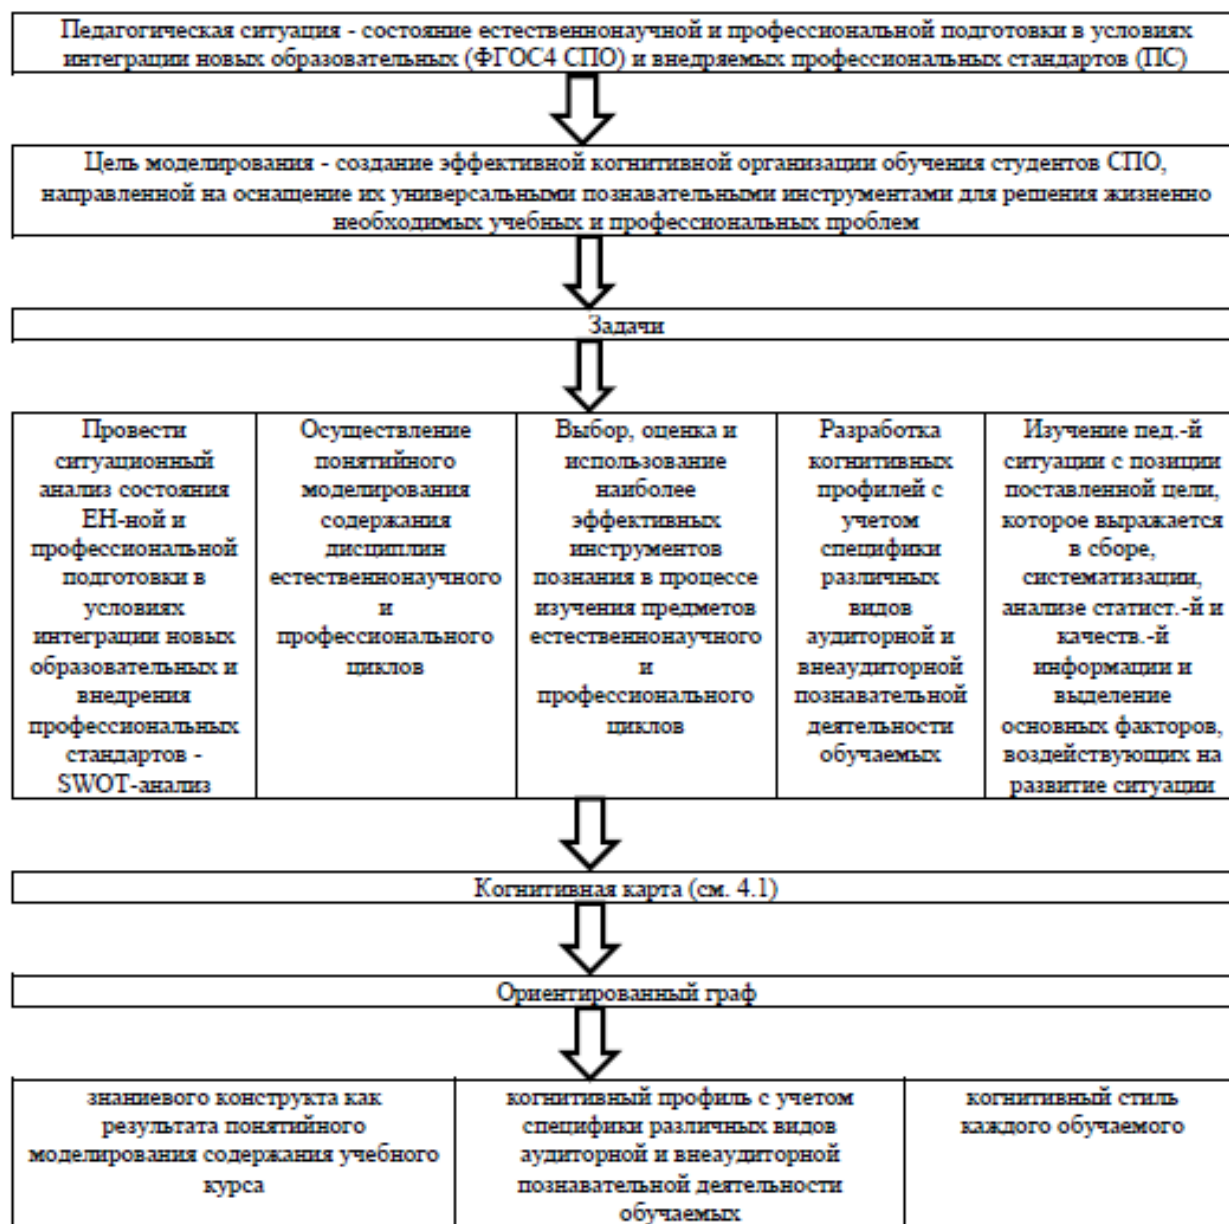 Педагогическая ситуация - состояние естественнонаучной и профессиональной подготовки в условиях
интеграции новых образовательных (ФГОС4 СПО) и внедряемых профессиональных стандартов (ПС)
Цель моделирования - создание эффективной когнитивной организации обучения студентов СПО,
направленной на оснащение их универсальными познавательными инструментами для решения жизненно
необходимых учебных и профессиональных проблем
Задачи
Провести
ситуационный
анализ состояния
ЕН-ной и
профессиональной
подготовки в
условиях
интеграции новых
образовательных и
внедрения
профессиональных
стандартов -
SWOT-анализ
Осуществление
понятийного
моделирования
содержания
дисциплин
естественнонаучного
и
профессионального
циклов
Выбор, оценка и
использование
наиболее
эффективных
инструментов
познания в процессе
изучения предметов
естественнонаучного
и
профессионального
циклов
Разработка
когнитивных
профилей с
учетом
специфики
различных
видов
аудиторной и
внеаудиторной
познавательной
деятельности
обучаемых
Изучение пед.-й
ситуации с позиции
поставленной цели,
которое выражается
в сборе,
систематизации,
анализе статист.-й и
качеств.-й
информации и
выделение
основных факторов,
воздействующих на
развитие ситуации
Когнитивная карта (см. 4.1)
Ориентированный граф
знаниевого конструкта как
результата понятийного
моделирования содержания учебного
курса
когнитивный профиль с учетом
специфики различных видов
аудиторной и внеаудиторной
познавательной деятельности
обучаемых
когнитивный стиль
каждого обучаемого